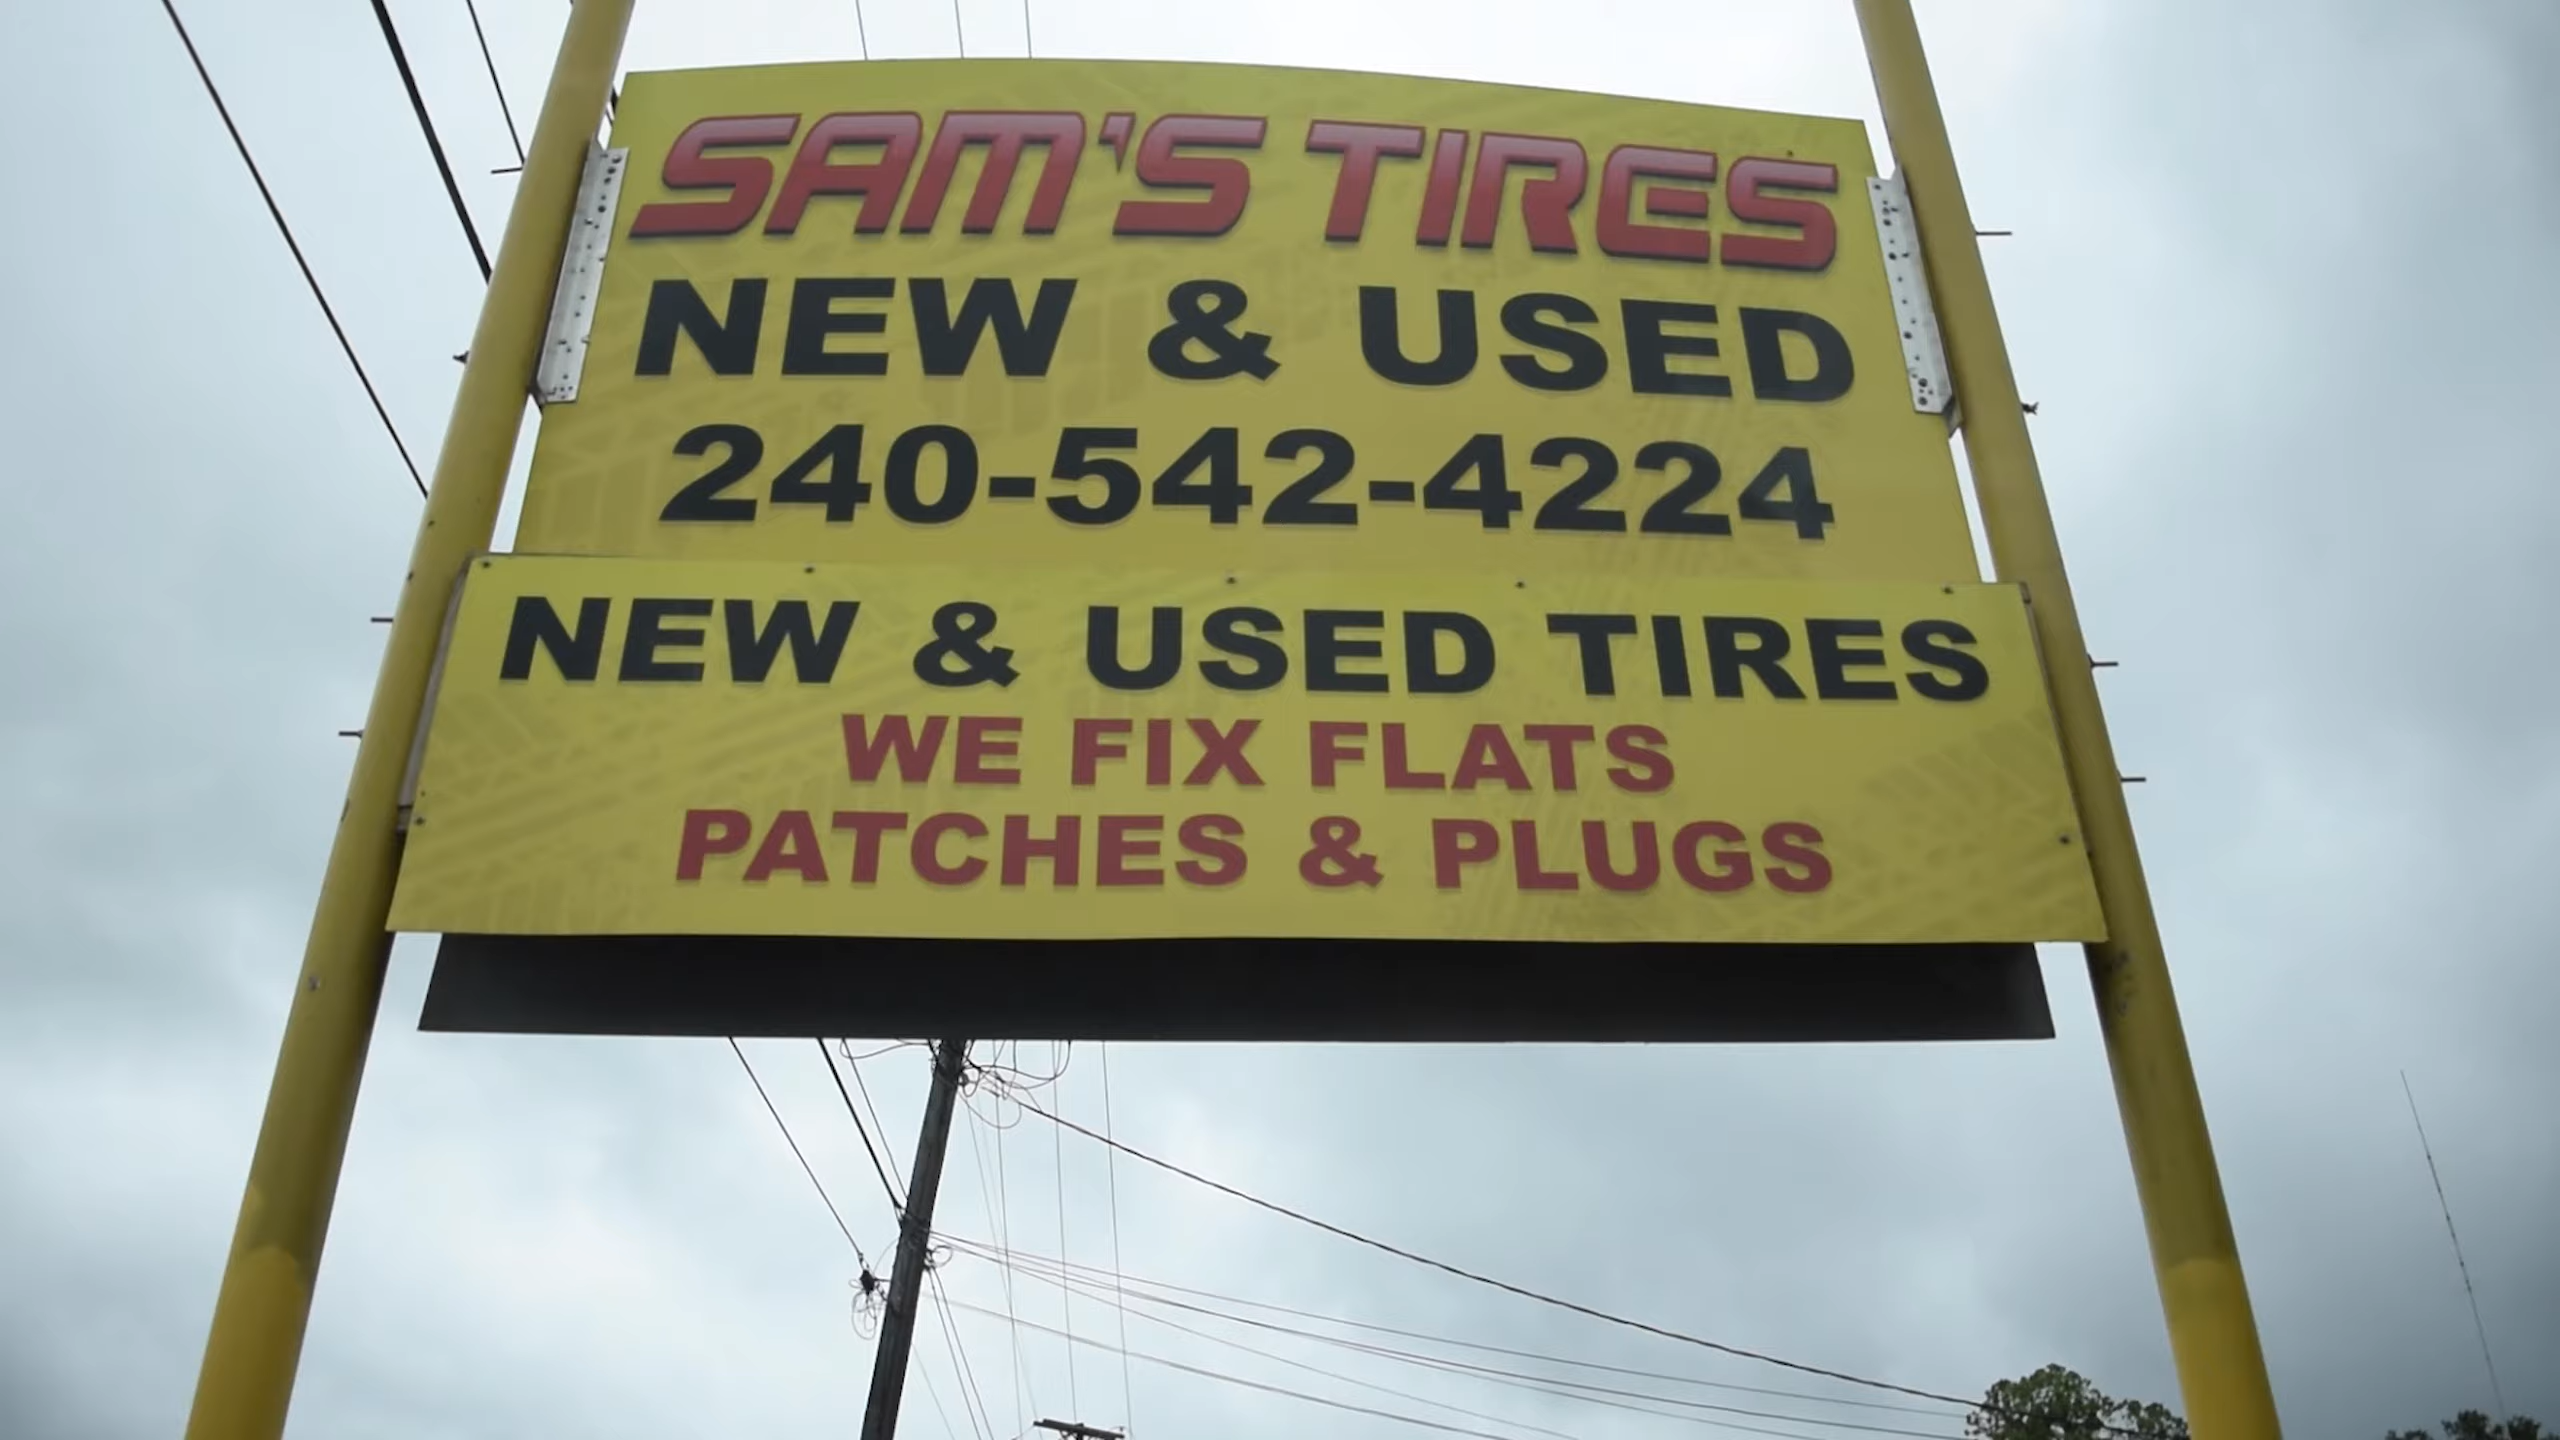 SAM'S TIRES
NEW & USED
240-542-4224
NEW & USED TIRES
WE FIX FLATS
PATCHES & PLUGS